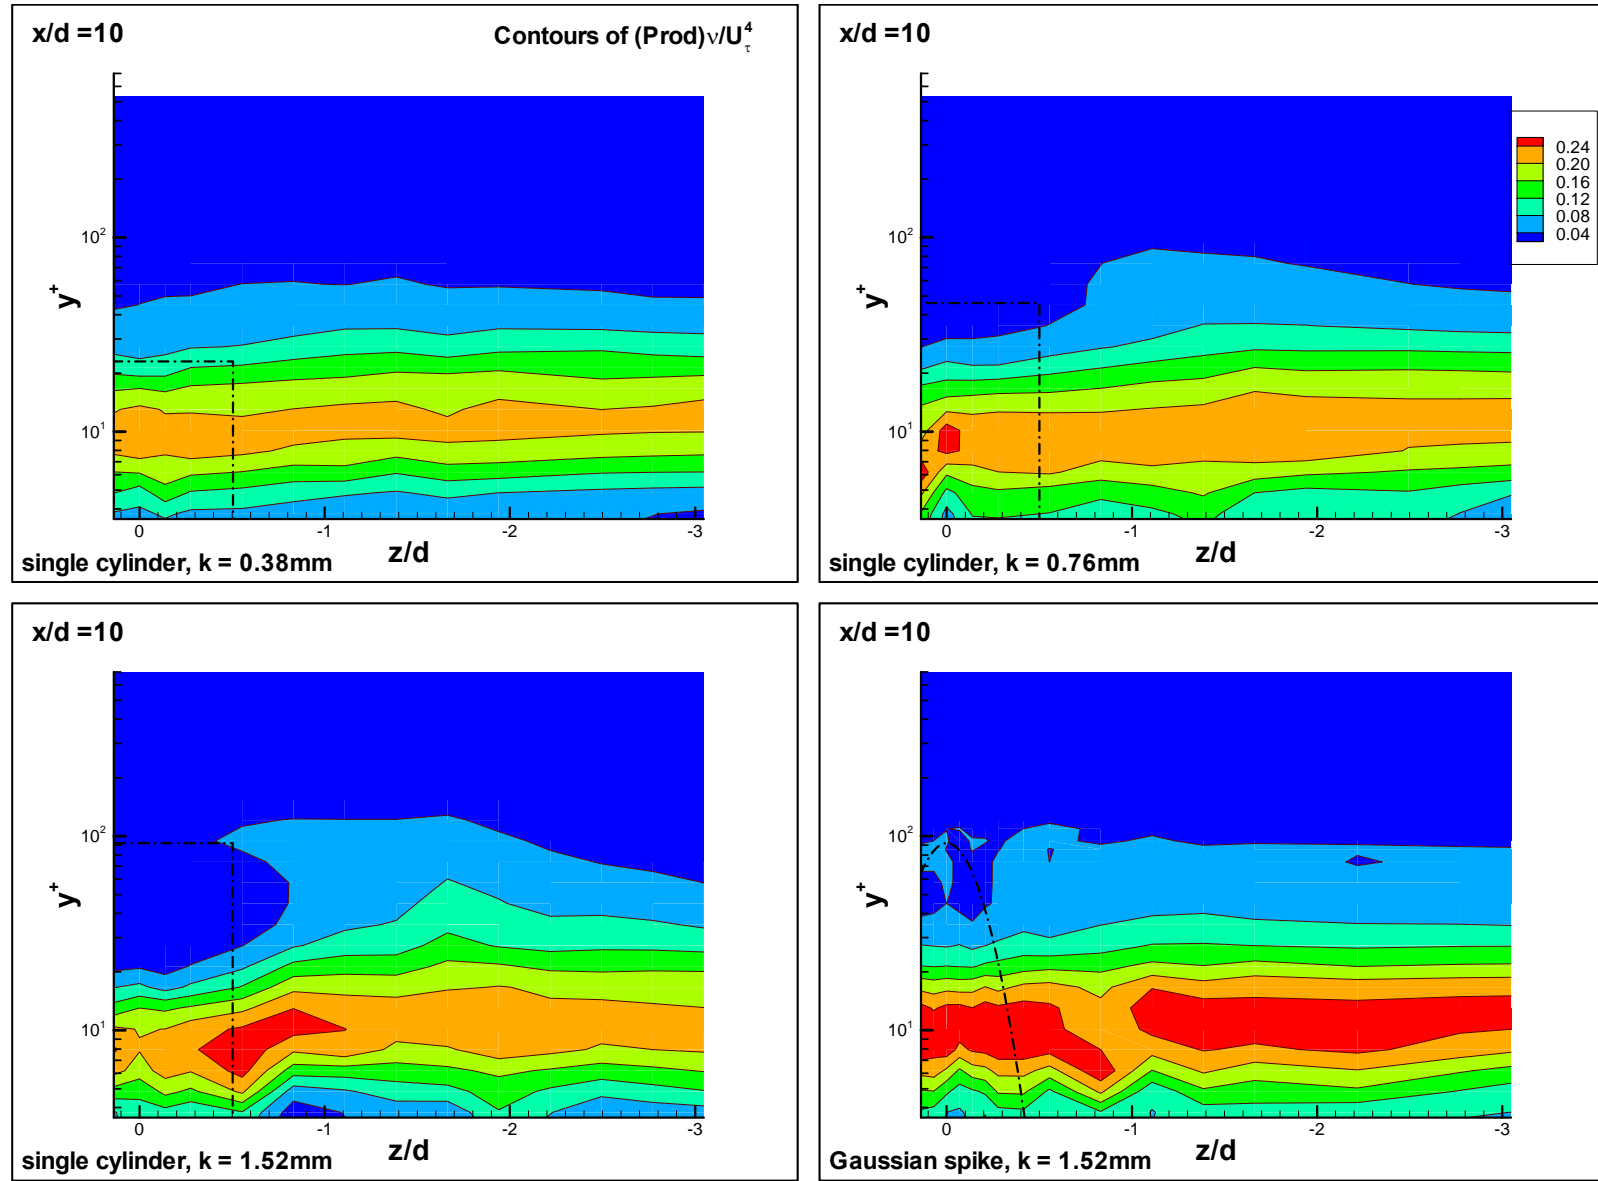 x/d =10
Contours of (Prod)ν/U⁴τ
10²
y⁺
10¹
0 -1 -2 -3
z/d
single cylinder, k = 0.38mm
x/d =10
0.24
0.20
0.16
0.12
0.08
0.04
10²
y⁺
10¹
0 -1 -2 -3
z/d
single cylinder, k = 0.76mm
x/d =10
10²
y⁺
10¹
0 -1 -2 -3
z/d
single cylinder, k = 1.52mm
x/d =10
10²
y⁺
10¹
0 -1 -2 -3
z/d
Gaussian spike, k = 1.52mm